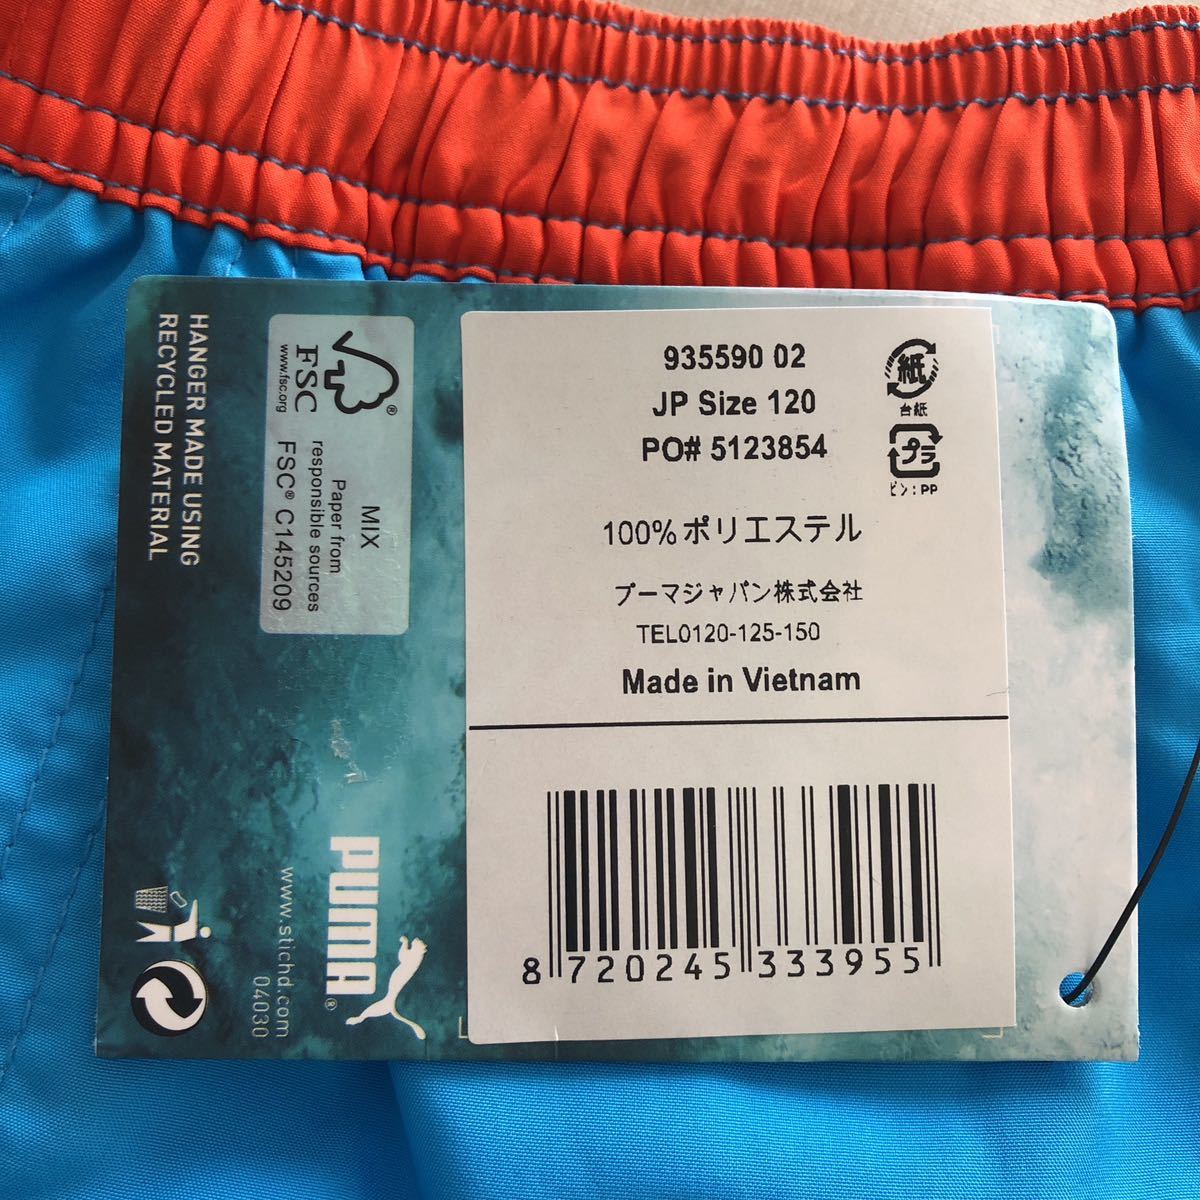 935590 02
JP Size 120
PO# 5123854
紙
台紙
プラ
ピン:PP
100%ポリエステル
プーマジャパン株式会社
TEL0120-125-150
Made in Vietnam
8 720245 333955
HANGER MADE USING
RECYCLED MATERIAL
FSC®
www.fsc.org
MIX
Paper from
responsible sources
FSC® C145209
PUMA®
www.stichd.com
04030